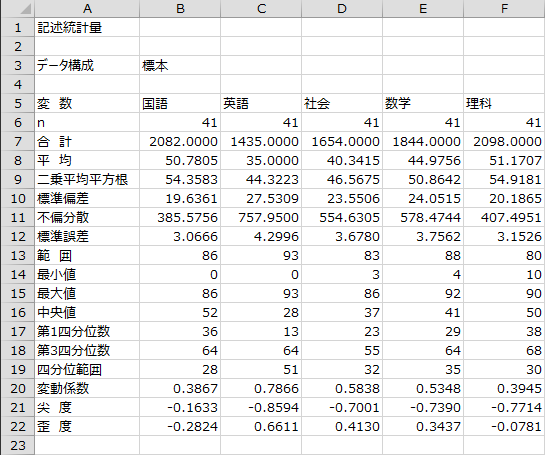 A B C D E F
1 記述統計量
2
3 データ構成 標本
4
5 変 数 国語 英語 社会 数学 理科
6 n 41 41 41 41 41
7 合 計 2082.0000 1435.0000 1654.0000 1844.0000 2098.0000
8 平 均 50.7805 35.0000 40.3415 44.9756 51.1707
9 二乗平均平方根 54.3583 44.3223 46.5675 50.8642 54.9181
10 標準偏差 19.6361 27.5309 23.5506 24.0515 20.1865
11 不偏分散 385.5756 757.9500 554.6305 578.4744 407.4951
12 標準誤差 3.0666 4.2996 3.6780 3.7562 3.1526
13 範 囲 86 93 83 88 80
14 最小値 0 0 3 4 10
15 最大値 86 93 86 92 90
16 中央値 52 28 37 41 50
17 第1四分位数 36 13 23 29 38
18 第3四分位数 64 64 55 64 68
19 四分位範囲 28 51 32 35 30
20 変動係数 0.3867 0.7866 0.5838 0.5348 0.3945
21 尖 度 -0.1633 -0.8594 -0.7001 -0.7390 -0.7714
22 歪 度 -0.2824 0.6611 0.4130 0.3437 -0.0781
23